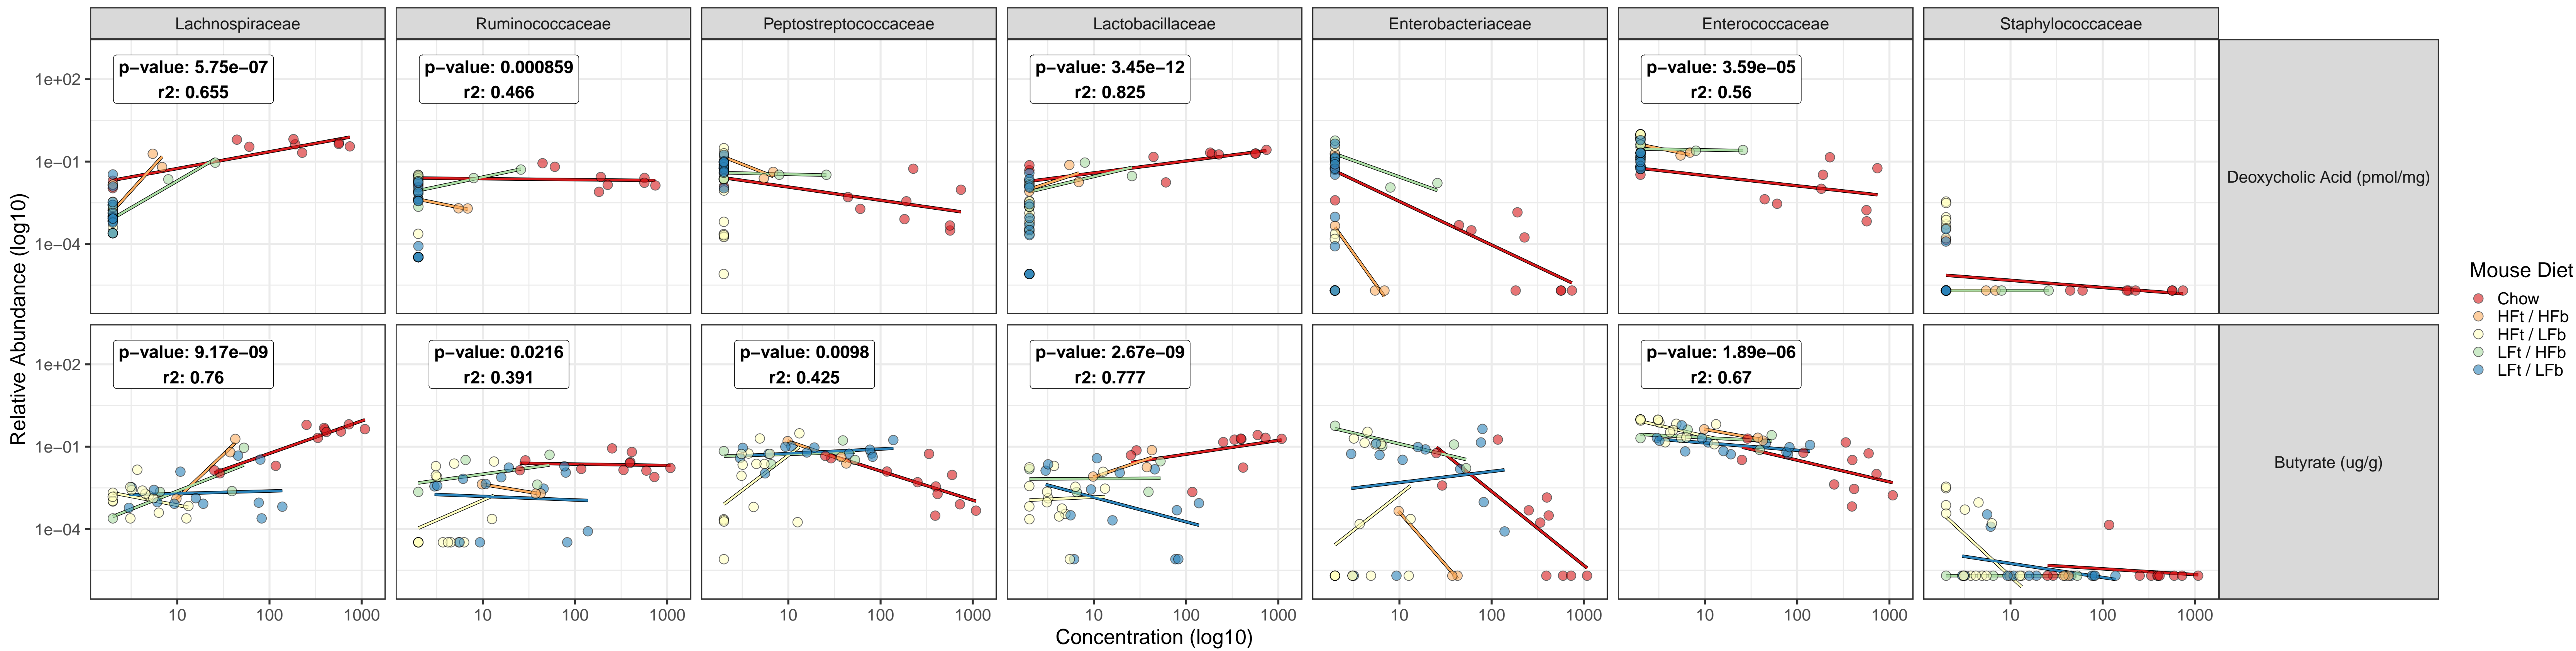 Lachnospiraceae
Ruminococcaceae
Peptostreptococcaceae
Lactobacillaceae
Enterobacteriaceae
Enterococcaceae
Staphylococcaceae
p−value: 5.75e−07
r2: 0.655
p−value: 0.000859
r2: 0.466
p−value: 3.45e−12
r2: 0.825
p−value: 3.59e−05
r2: 0.56
1e+02
1e−01
1e−04
Deoxycholic Acid (pmol/mg)
Relative Abundance (log10)
p−value: 9.17e−09
r2: 0.76
p−value: 0.0216
r2: 0.391
p−value: 0.0098
r2: 0.425
p−value: 2.67e−09
r2: 0.777
p−value: 1.89e−06
r2: 0.67
1e+02
1e−01
1e−04
Butyrate (ug/g)
10 100 1000
10 100 1000
10 100 1000
10 100 1000
10 100 1000
10 100 1000
10 100 1000
Concentration (log10)
Mouse Diet
Chow
HFt / HFb
HFt / LFb
LFt / HFb
LFt / LFb